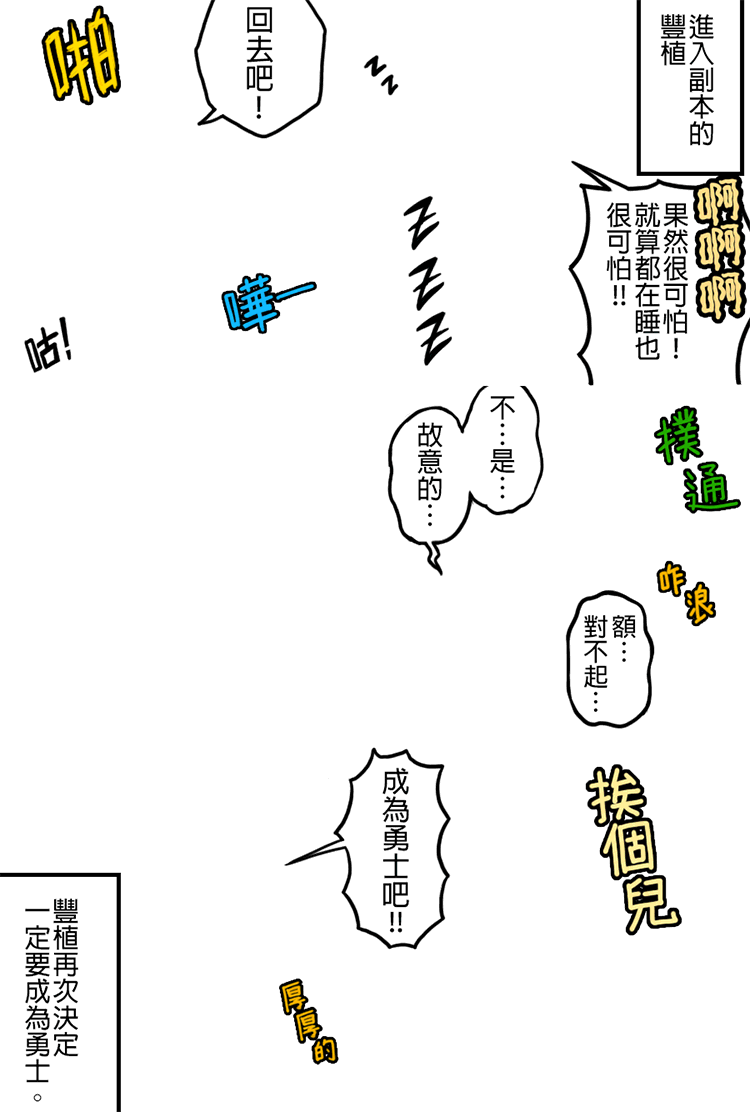 進入副本的
豐植
啊啊啊
果然很可怕！
就算都在睡也
很可怕!!
zz
zzz
回去吧！
啪
嘩一
咕!
撲通
不…是…
故意的…
咋浪
額…
對不起…
挨個兒
成為勇士吧!!
厚厚的
豐植再次決定
一定要成為勇士。